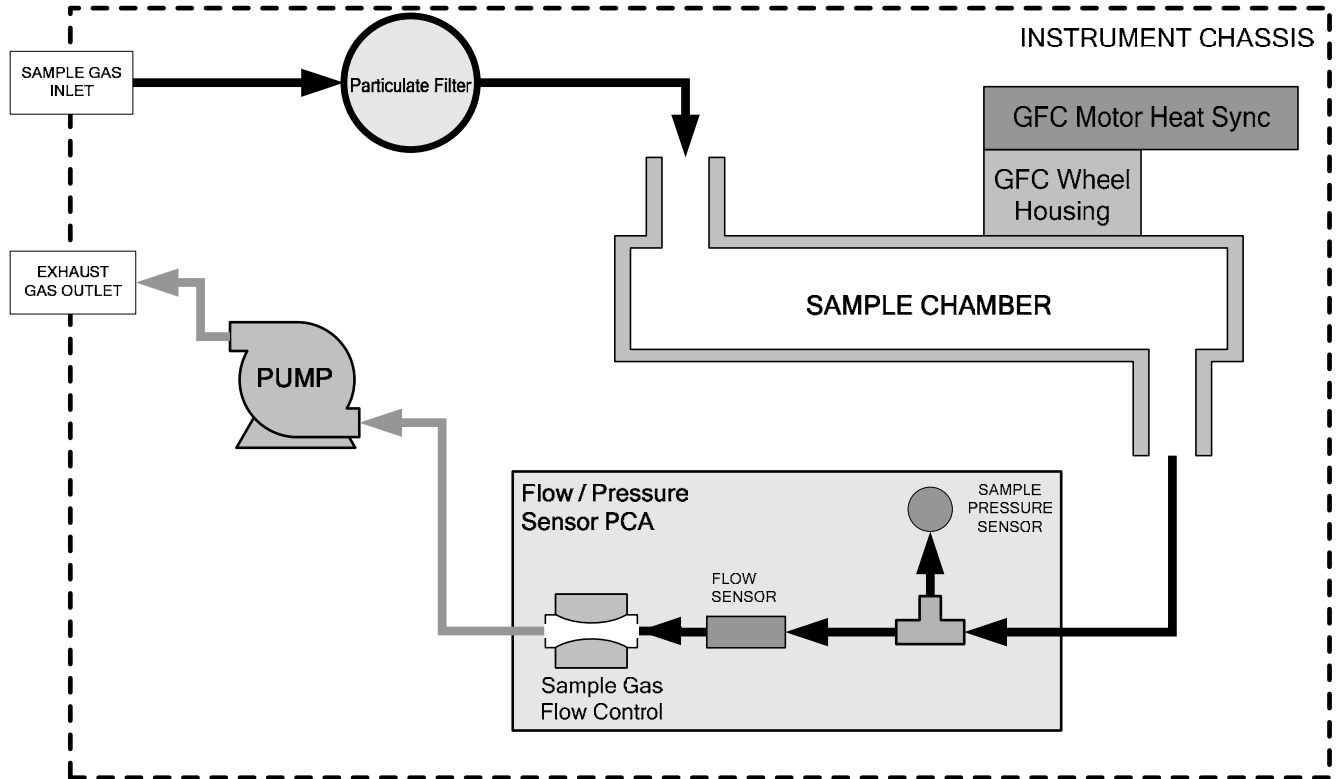 INSTRUMENT CHASSIS
SAMPLE GAS
INLET
Particulate Filter
GFC Motor Heat Sync
GFC Wheel
Housing
EXHAUST
GAS OUTLET
SAMPLE CHAMBER
PUMP
Flow / Pressure
Sensor PCA
SAMPLE
PRESSURE
SENSOR
FLOW
SENSOR
Sample Gas
Flow Control